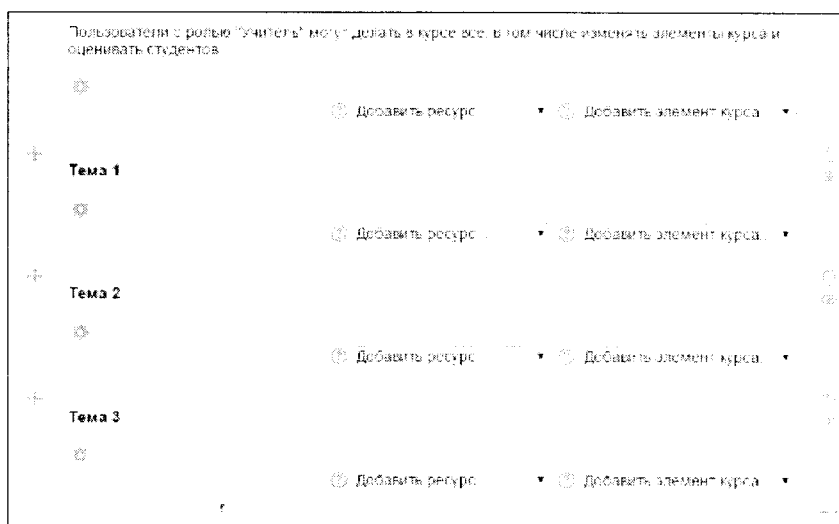 Пользователи с ролью "Учитель" могут делать в курсе все, в том числе изменять элементы курса и
оценивать студентов
Добавить ресурс Добавить элемент курса
Тема 1
Добавить ресурс... Добавить элемент курса...
Тема 2
Добавить ресурс Добавить элемент курса.
Тема 3
Добавить ресурс Добавить элемент курса